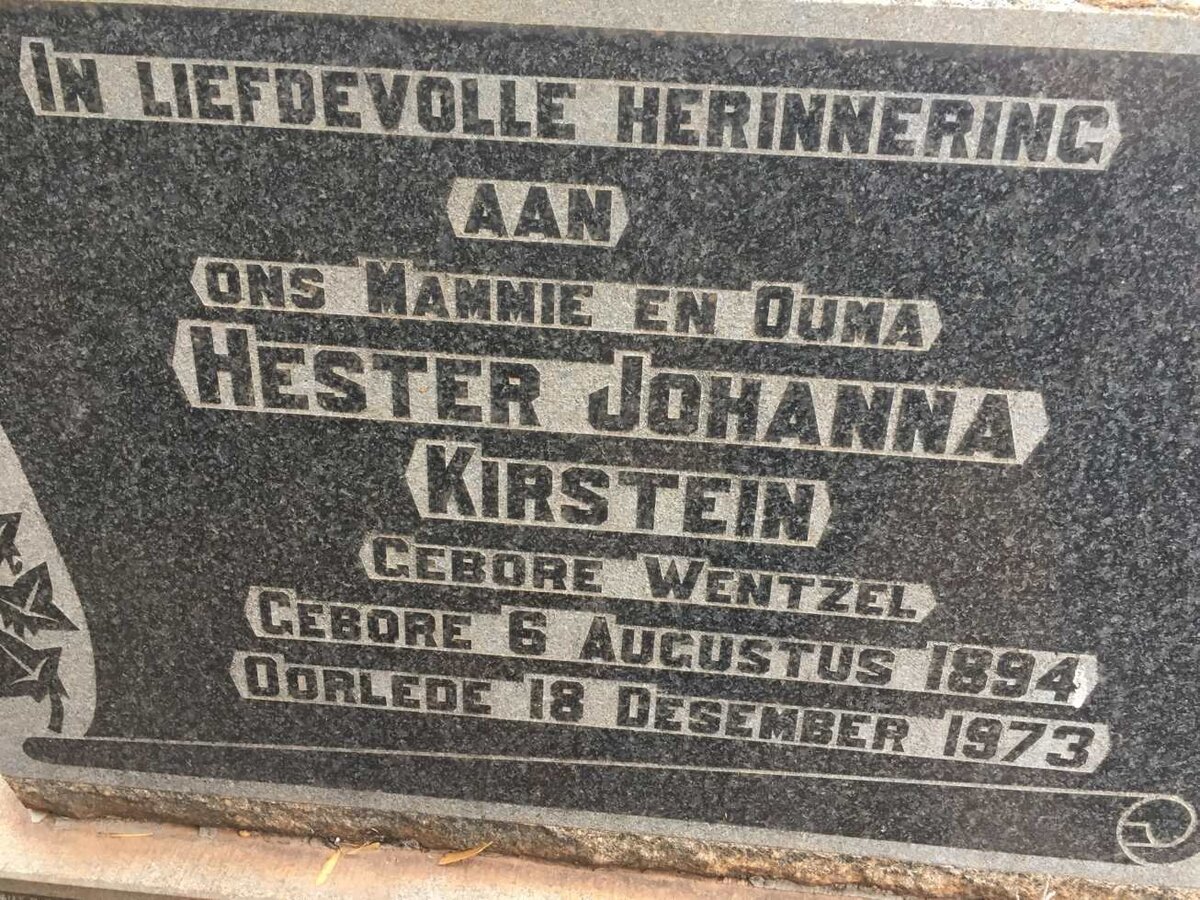 IN LIEFDEVOLLE HERINNERING
AAN
ONS MAMMIE EN OUMA
HESTER JOHANNA
KIRSTEIN
GEBORE WENTZEL
GEBORE 6 AUGUSTUS 1894
OORLEDE 18 DESEMBER 1973